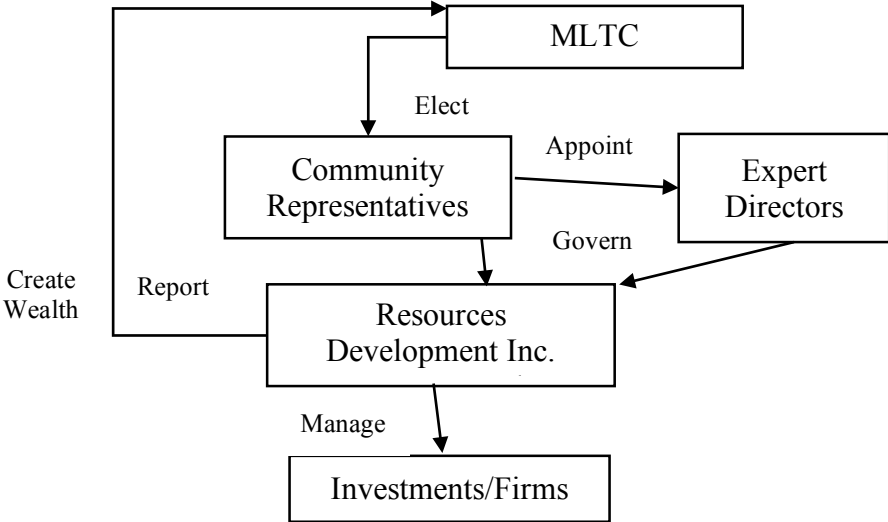 MLTC
Elect
Appoint
Community
Representatives
Expert
Directors
Govern
Create
Wealth
Report
Resources
Development Inc.
Manage
Investments/Firms